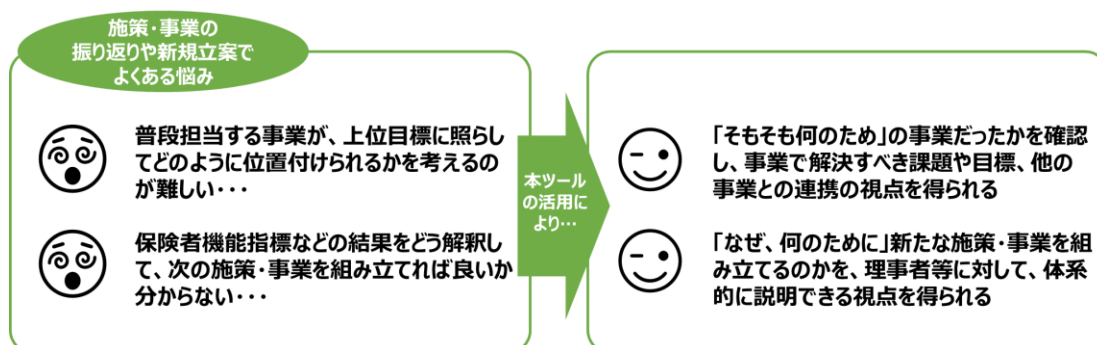 施策・事業の
振り返りや新規立案で
よくある悩み
普段担当する事業が、上位目標に照らし
てどのように位置付けられるかを考えるの
が難しい・・・
保険者機能指標などの結果をどう解釈し
て、次の施策・事業を組み立てれば良いか
分からない・・・
本ツール
の活用に
より…
「そもそも何のため」の事業だったかを確認
し、事業で解決すべき課題や目標、他の
事業との連携の視点を得られる
「なぜ、何のために」新たな施策・事業を組
み立てるのかを、理事者等に対して、体系
的に説明できる視点を得られる